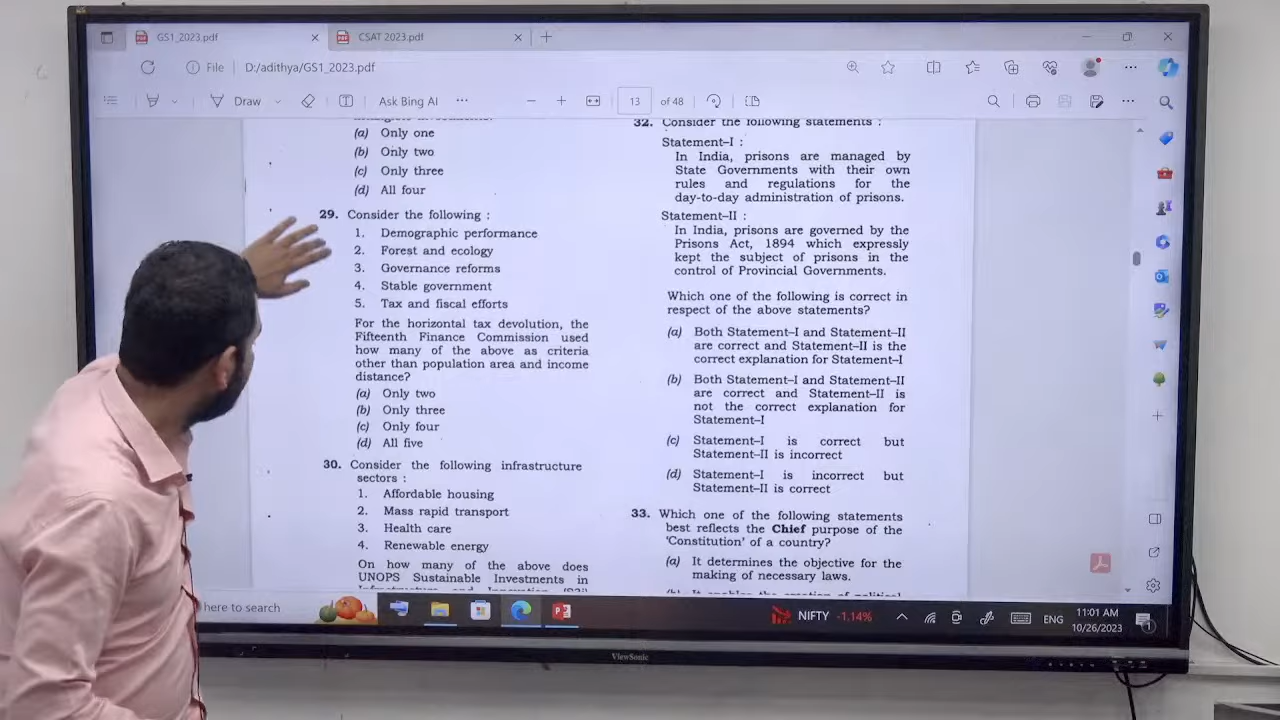 GS1_2023.pdf
CSAT 2023.pdf
File D:/adithya/GS1_2023.pdf
Draw
Ask Bing AI
13 of 48
(a) Only one
(b) Only two
(c) Only three
(d) All four
29. Consider the following :
1. Demographic performance
2. Forest and ecology
3. Governance reforms
4. Stable government
5. Tax and fiscal efforts
For the horizontal tax devolution, the
Fifteenth Finance Commission used
how many of the above as criteria
other than population area and income
distance?
(a) Only two
(b) Only three
(c) Only four
(d) All five
30. Consider the following infrastructure
sectors :
1. Affordable housing
2. Mass rapid transport
3. Health care
4. Renewable energy
On how many of the above does
UNOPS Sustainable Investments in
32. Consider the following statements :
Statement–I :
In India, prisons are managed by
State Governments with their own
rules and regulations for the
day-to-day administration of prisons.
Statement–II :
In India, prisons are governed by the
Prisons Act, 1894 which expressly
kept the subject of prisons in the
control of Provincial Governments.
Which one of the following is correct in
respect of the above statements?
(a) Both Statement–I and Statement–II
are correct and Statement–II is the
correct explanation for Statement–I
(b) Both Statement–I and Statement–II
are correct and Statement–II is
not the correct explanation for
Statement–I
(c) Statement–I is correct but
Statement–II is incorrect
(d) Statement–I is incorrect but
Statement–II is correct
33. Which one of the following statements
best reflects the Chief purpose of the
'Constitution' of a country?
(a) It determines the objective for the
making of necessary laws.
here to search
NIFTY -1.14%
ENG
11:01 AM
10/26/2023
1
ViewSonic